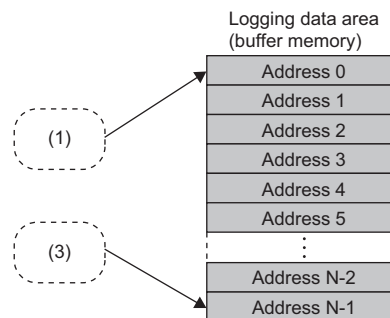 Logging data area
(buffer memory)
Address 0
Address 1
(1)
Address 2
Address 3
Address 4
(3)
Address 5
⋮
Address N-2
Address N-1